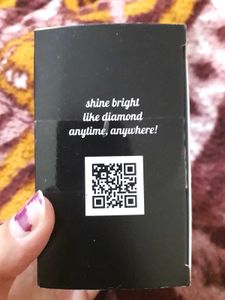 shine bright
like diamond
anytime, anywhere!